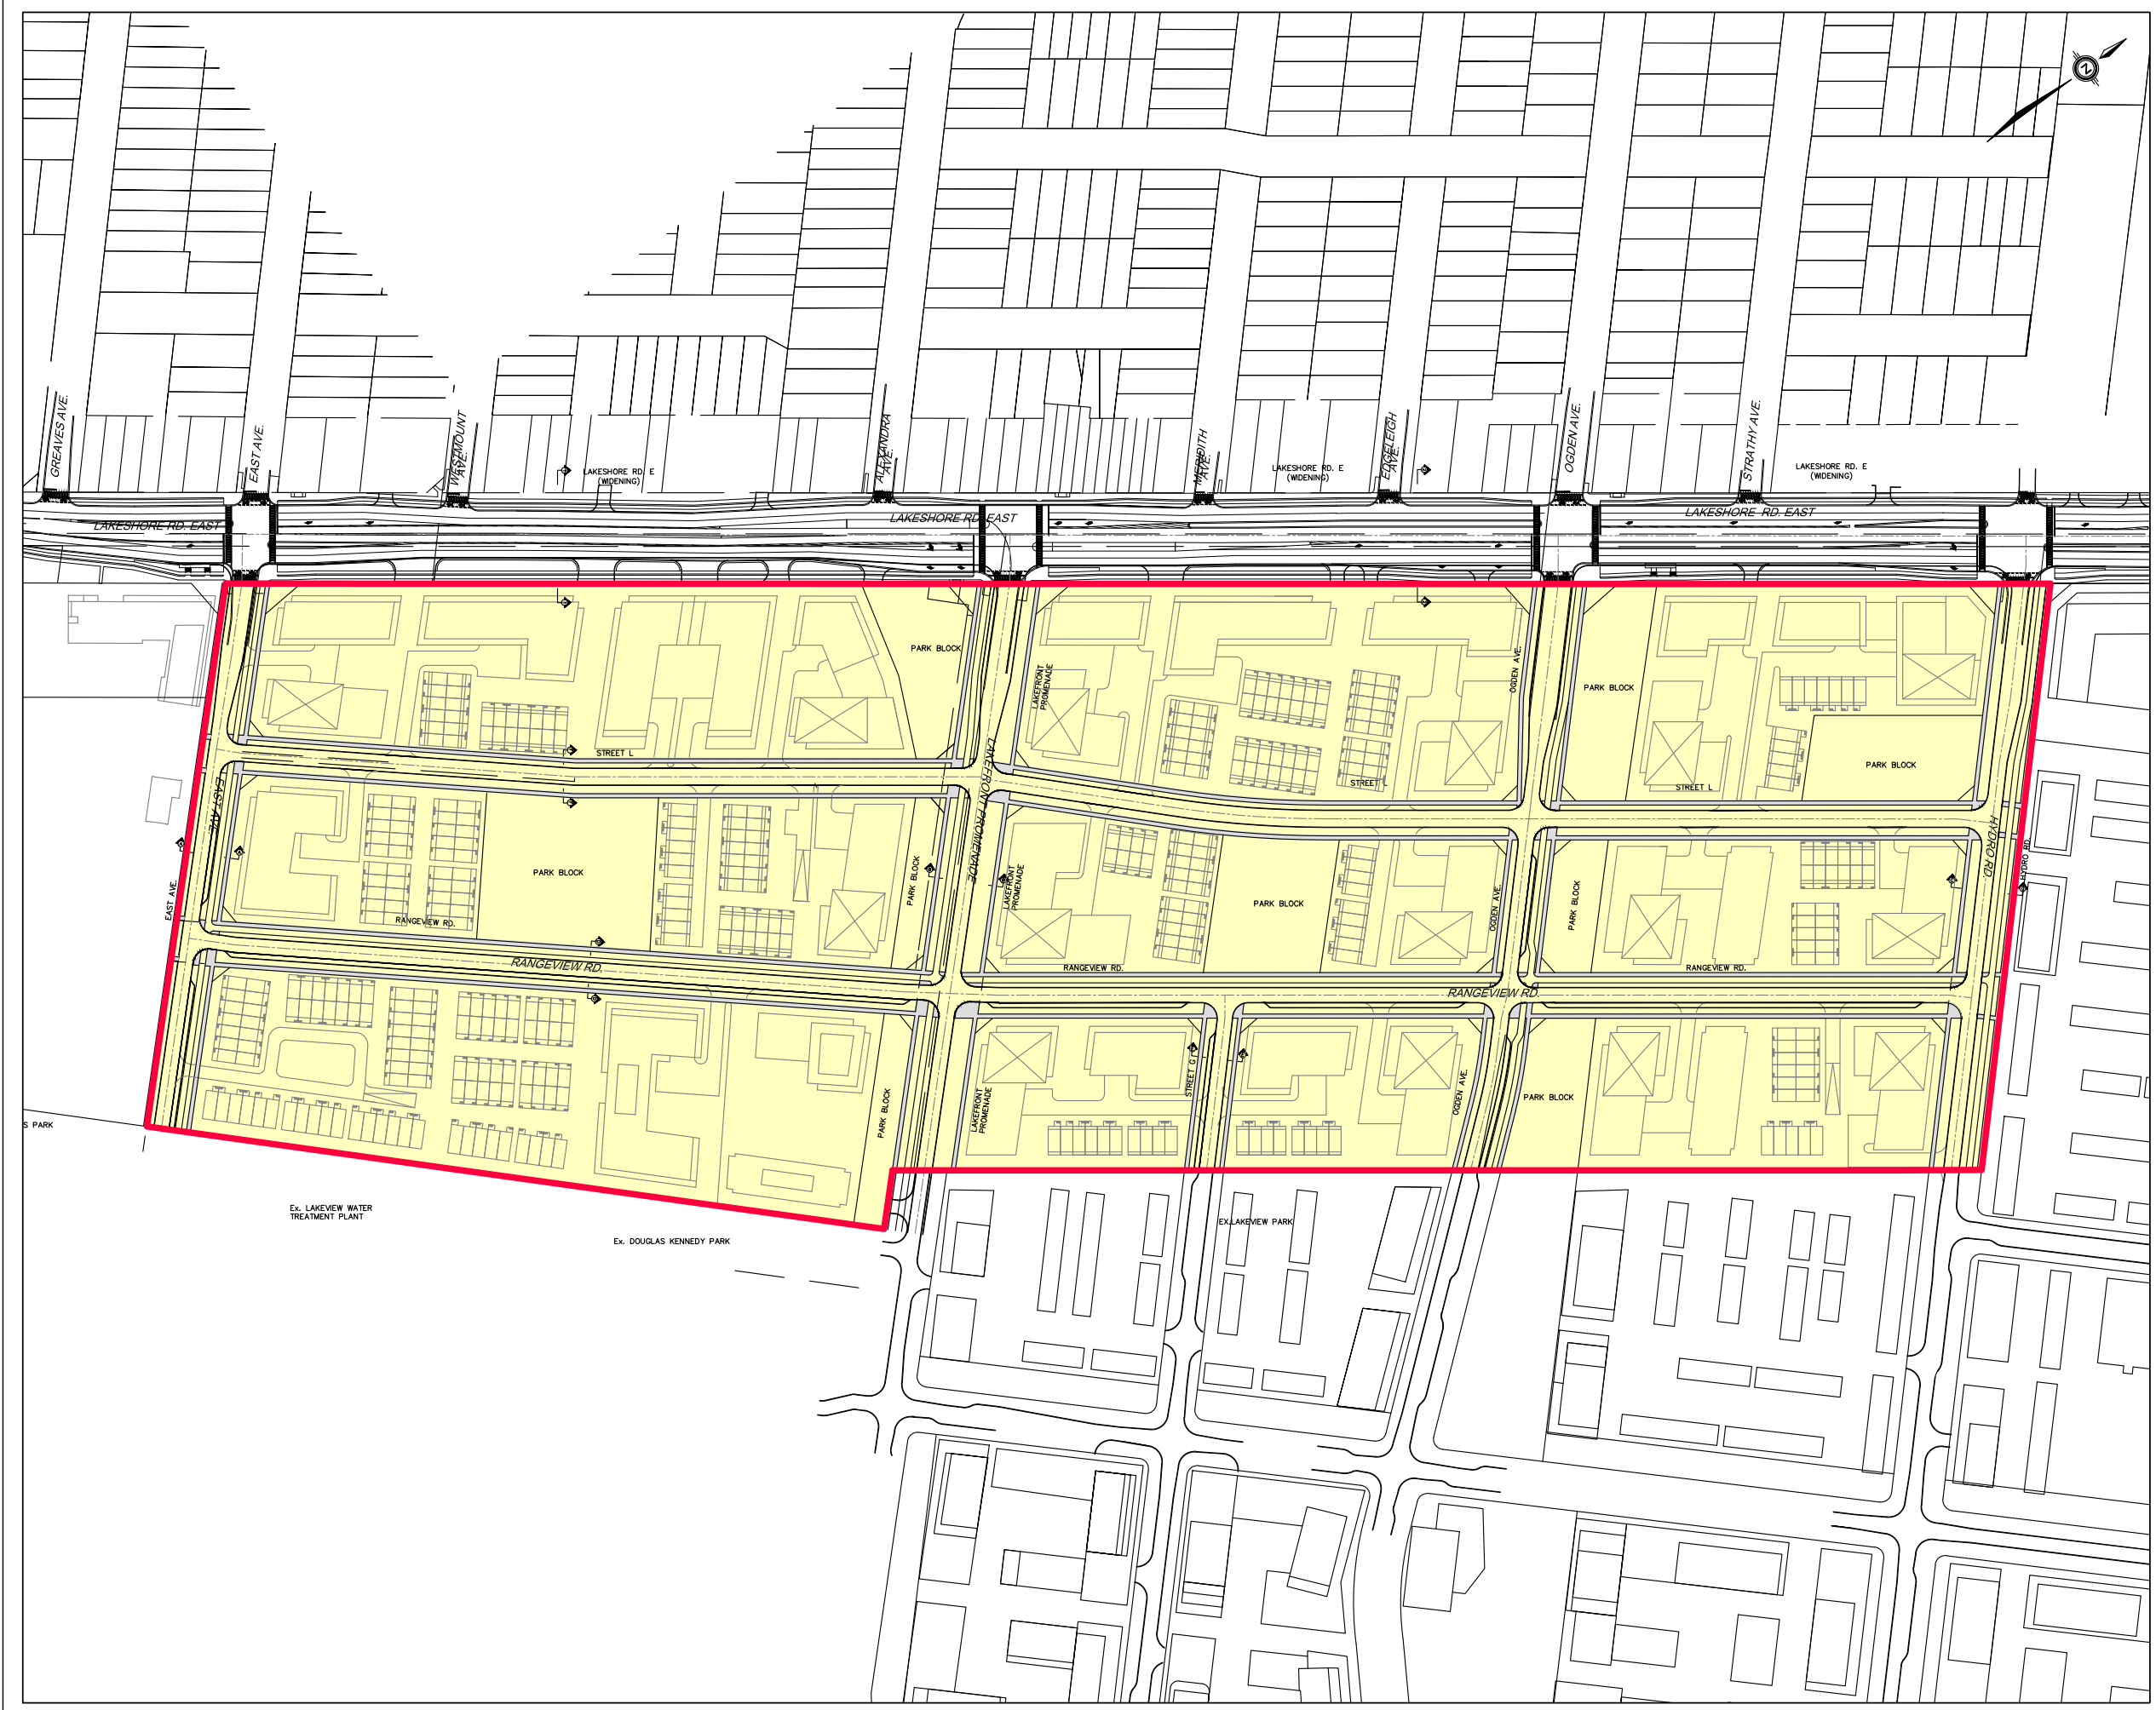 N
GREAVES AVE.
EAST AVE.
WESTMOUNT
AVE.
ALEXANDRA
AVE.
MERIDITH
AVE.
EDGELEIGH
AVE.
OGDEN AVE.
STRATHY AVE.
LAKESHORE RD. E
(WIDENING)
LAKESHORE RD. E
(WIDENING)
LAKESHORE RD. E
(WIDENING)
LAKESHORE RD. EAST
LAKESHORE RD. EAST
LAKESHORE RD. EAST
PARK BLOCK
LAKEFRONT
PROMENADE
OGDEN AVE.
PARK BLOCK
PARK BLOCK
STREET L
STREET L
STREET L
EAST AVE.
LAKEFRONT PROMENADE
HYDRO RD.
HYDRO RD.
EAST AVE.
PARK BLOCK
PARK BLOCK
LAKEFRONT
PROMENADE
PARK BLOCK
OGDEN AVE.
PARK BLOCK
RANGEVIEW RD.
RANGEVIEW RD.
RANGEVIEW RD.
RANGEVIEW RD.
RANGEVIEW RD.
PARK BLOCK
LAKEFRONT
PROMENADE
STREET G
OGDEN AVE.
PARK BLOCK
S PARK
Ex. LAKEVIEW WATER
TREATMENT PLANT
Ex. DOUGLAS KENNEDY PARK
EX.LAKEVIEW PARK